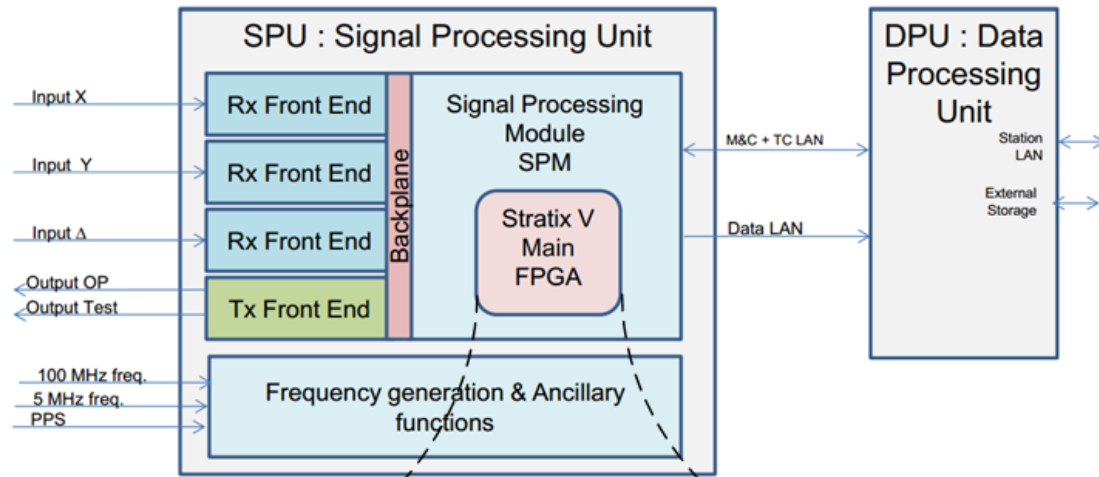 SPU : Signal Processing Unit
Input X
Rx Front End
Input Y
Rx Front End
Input Δ
Rx Front End
Output OP
Output Test
Tx Front End
Backplane
Signal Processing
Module
SPM
Stratix V
Main
FPGA
100 MHz freq.
5 MHz freq.
PPS
Frequency generation & Ancillary
functions
M&C + TC LAN
Data LAN
DPU : Data
Processing
Unit
Station
LAN
External
Storage